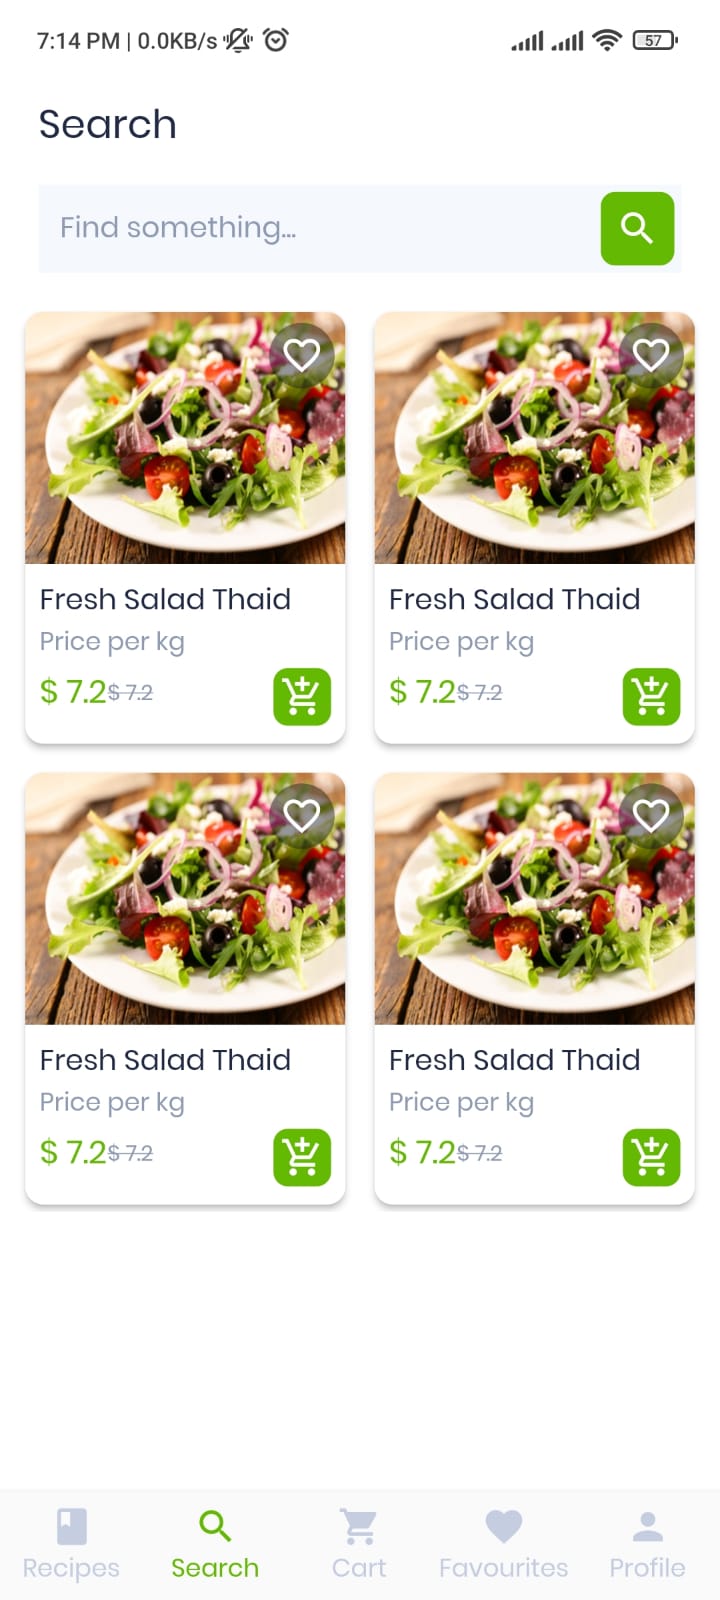 7:14 PM | 0.0KB/s
57
Search
Find something...
Fresh Salad Thaid
Price per kg
$ 7.2 $ 7.2
Fresh Salad Thaid
Price per kg
$ 7.2 $ 7.2
Fresh Salad Thaid
Price per kg
$ 7.2 $ 7.2
Fresh Salad Thaid
Price per kg
$ 7.2 $ 7.2
Recipes
Search
Cart
Favourites
Profile